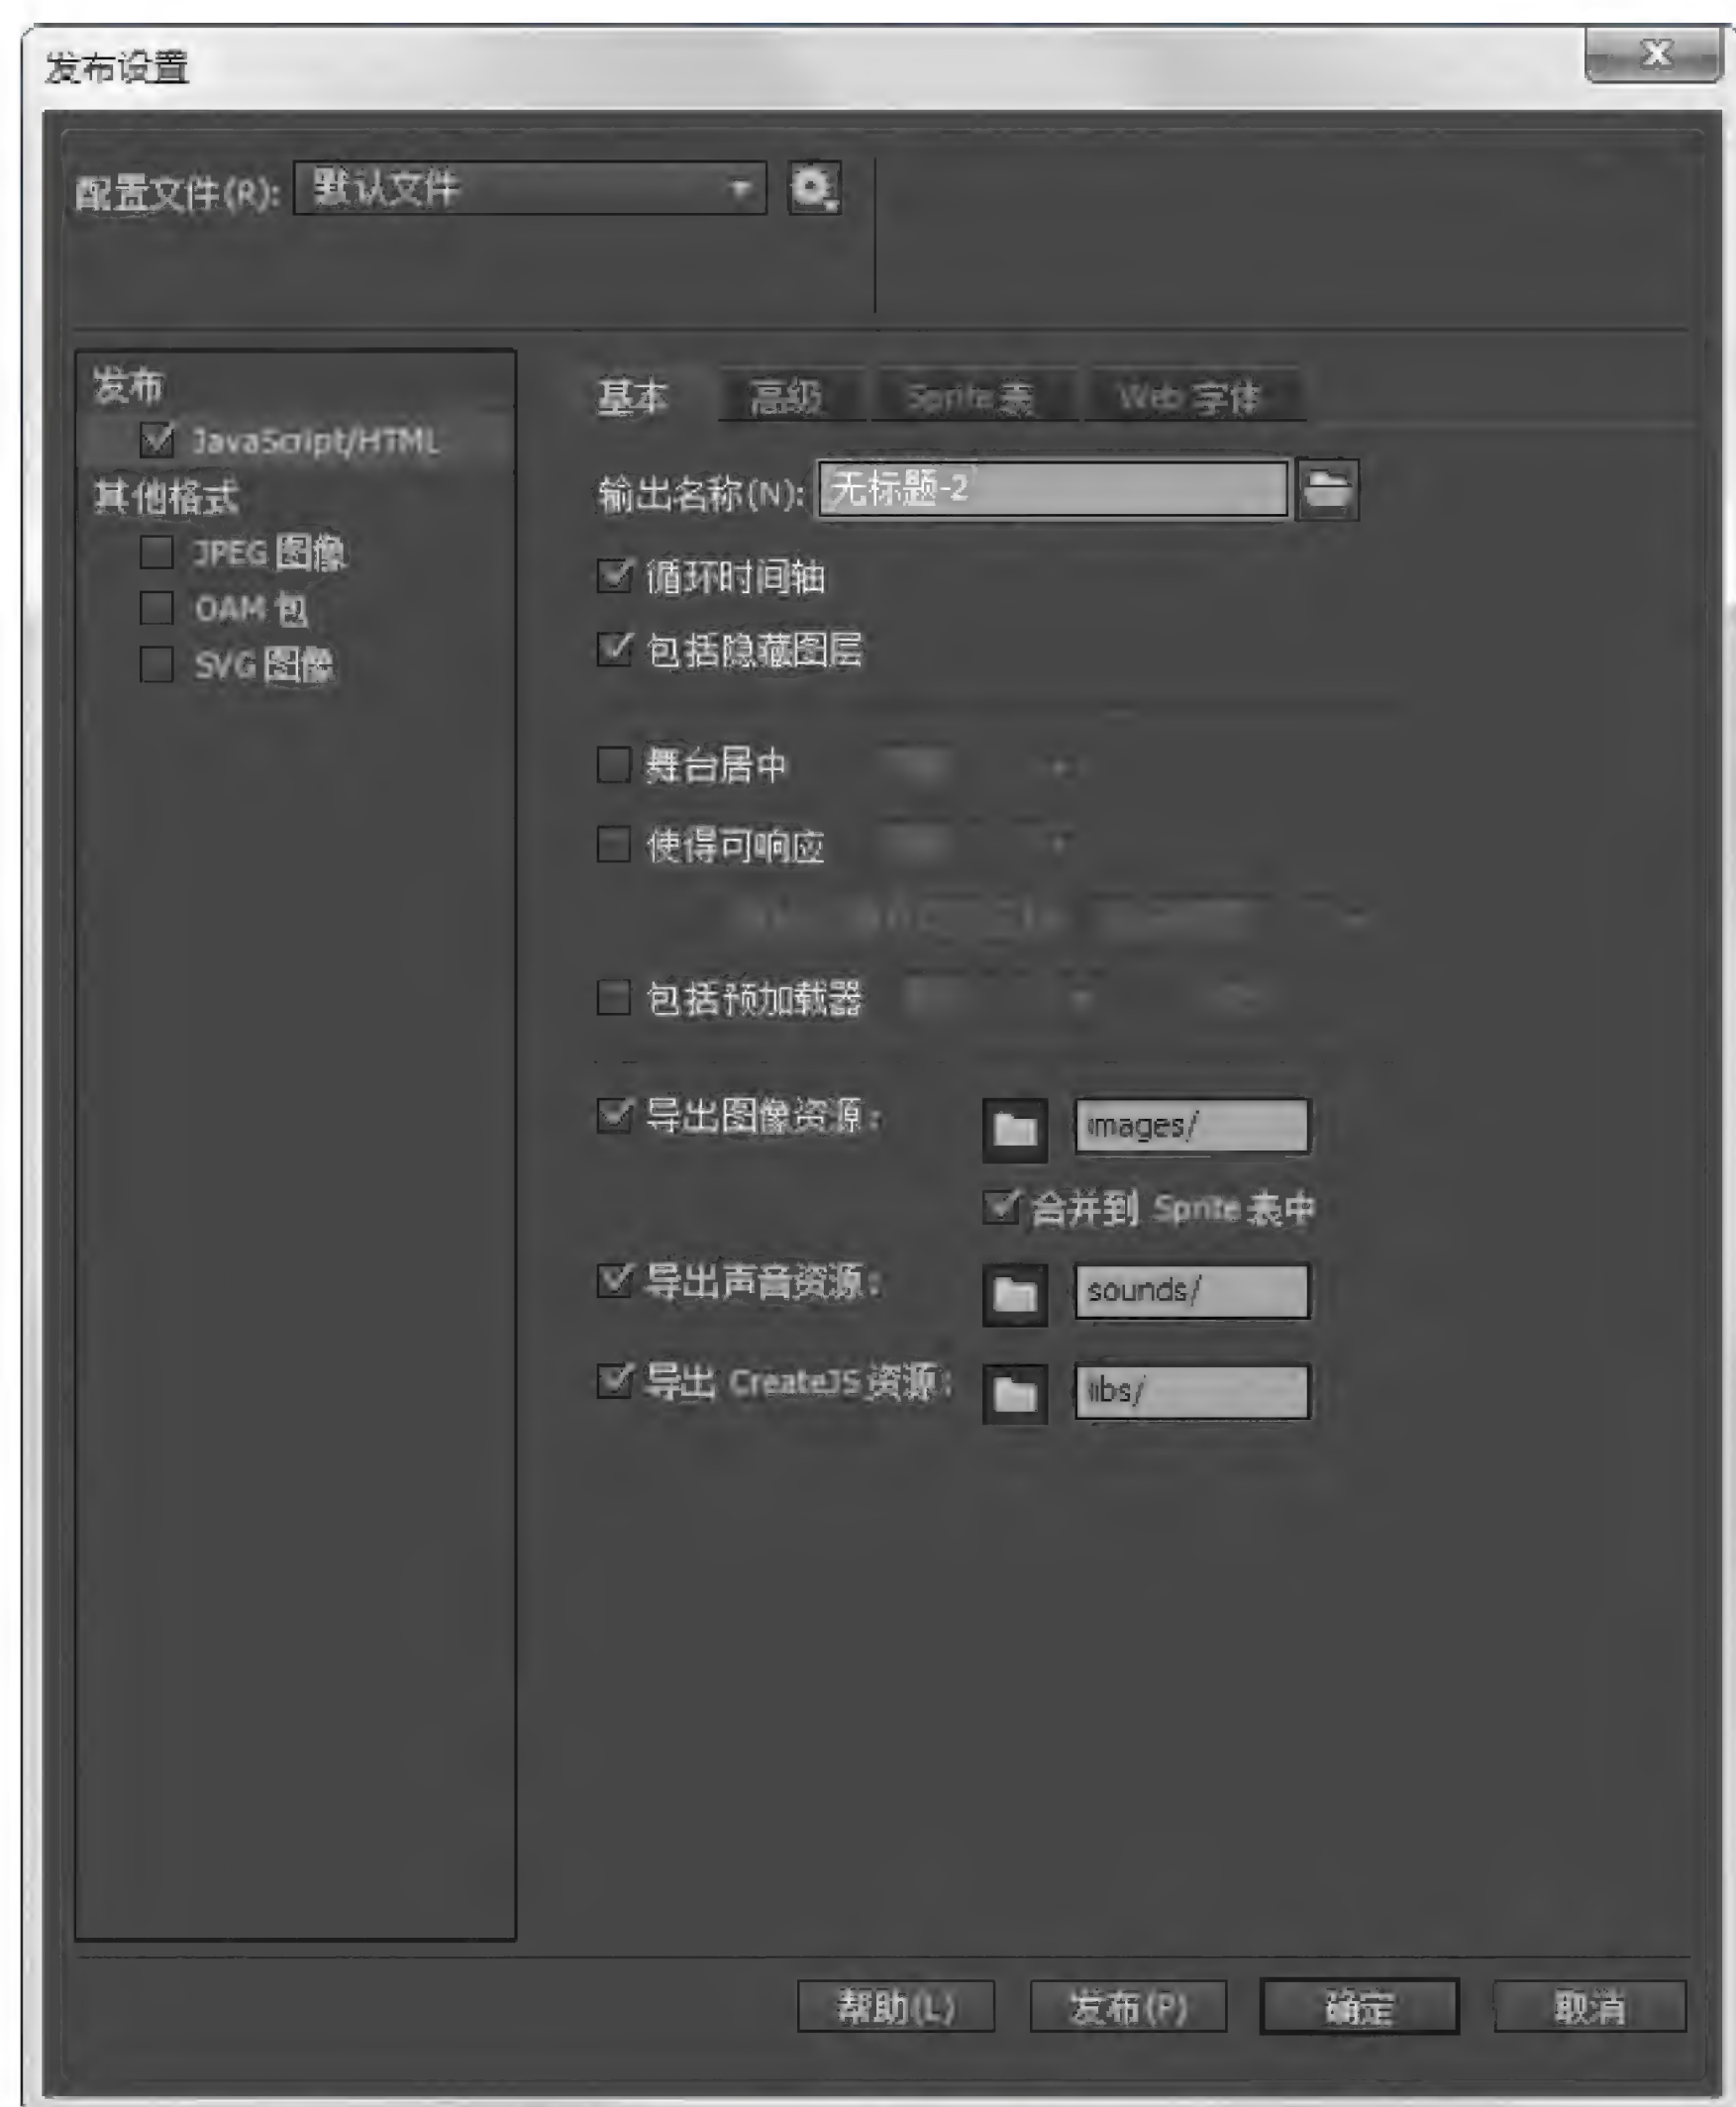 发布设置
配置文件(R): 默认文件
发布
JavaScript/HTML
其他格式
JPEG 图像
OAM 包
SVG 图像
基本 高级 Sprite 表 Web 字体
输出名称(N): 无标题-2
循环时间轴
包括隐藏图层
舞台居中
使得可响应
包括预加载器
导出图像资源: images/
合并到 Sprite 表中
导出声音资源: sounds/
导出 CreateJS 资源: libs/
帮助(L) 发布(P) 确定 取消